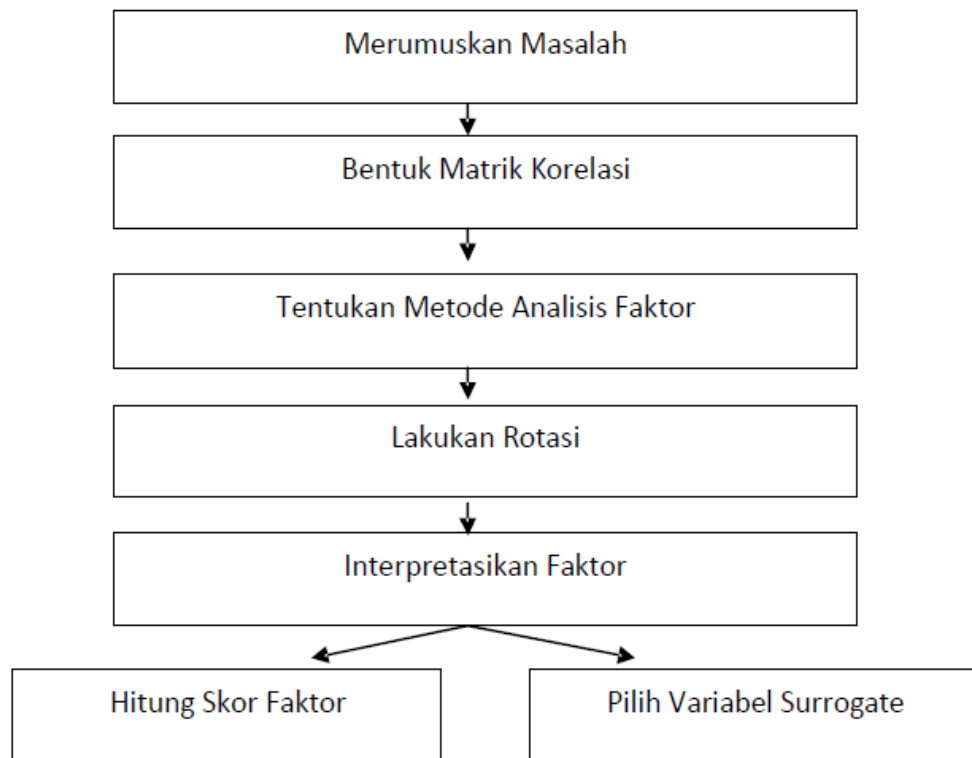 Merumuskan Masalah
Bentuk Matrik Korelasi
Tentukan Metode Analisis Faktor
Lakukan Rotasi
Interpretasikan Faktor
Hitung Skor Faktor
Pilih Variabel Surrogate